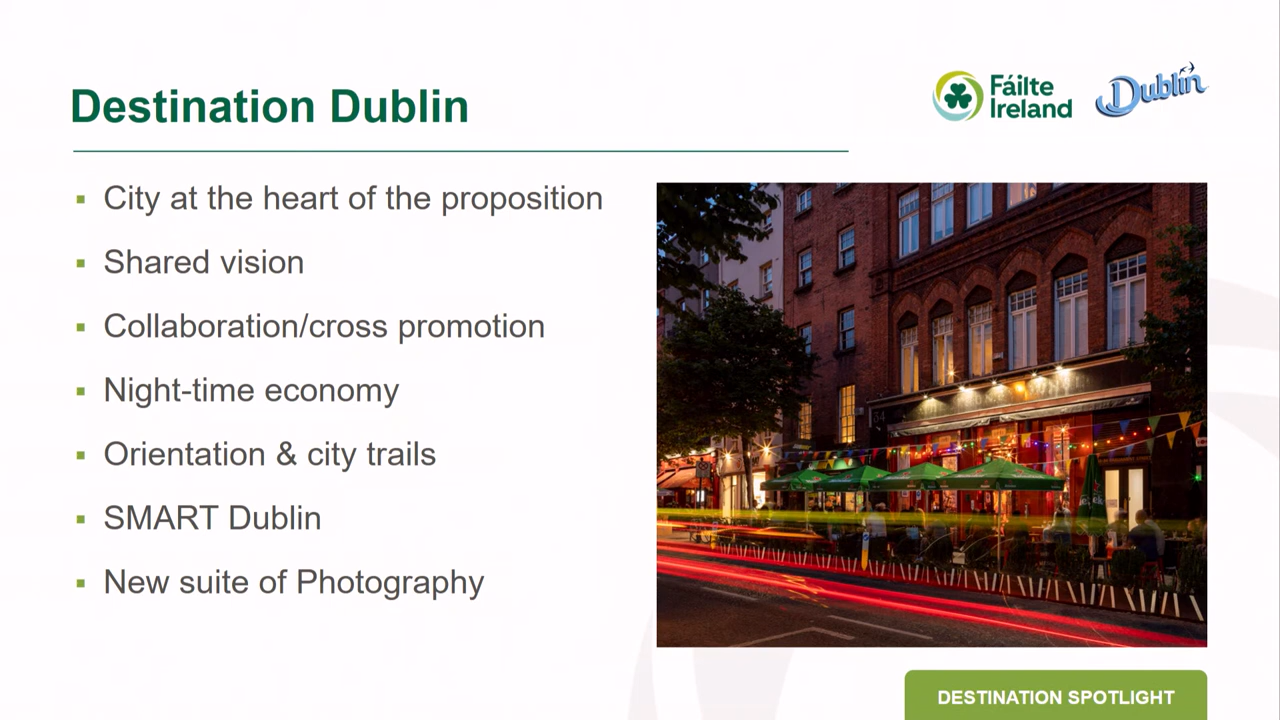 Destination Dublin
Fáilte
Ireland
Dublin
City at the heart of the proposition
Shared vision
Collaboration/cross promotion
Night-time economy
Orientation & city trails
SMART Dublin
New suite of Photography
DESTINATION SPOTLIGHT